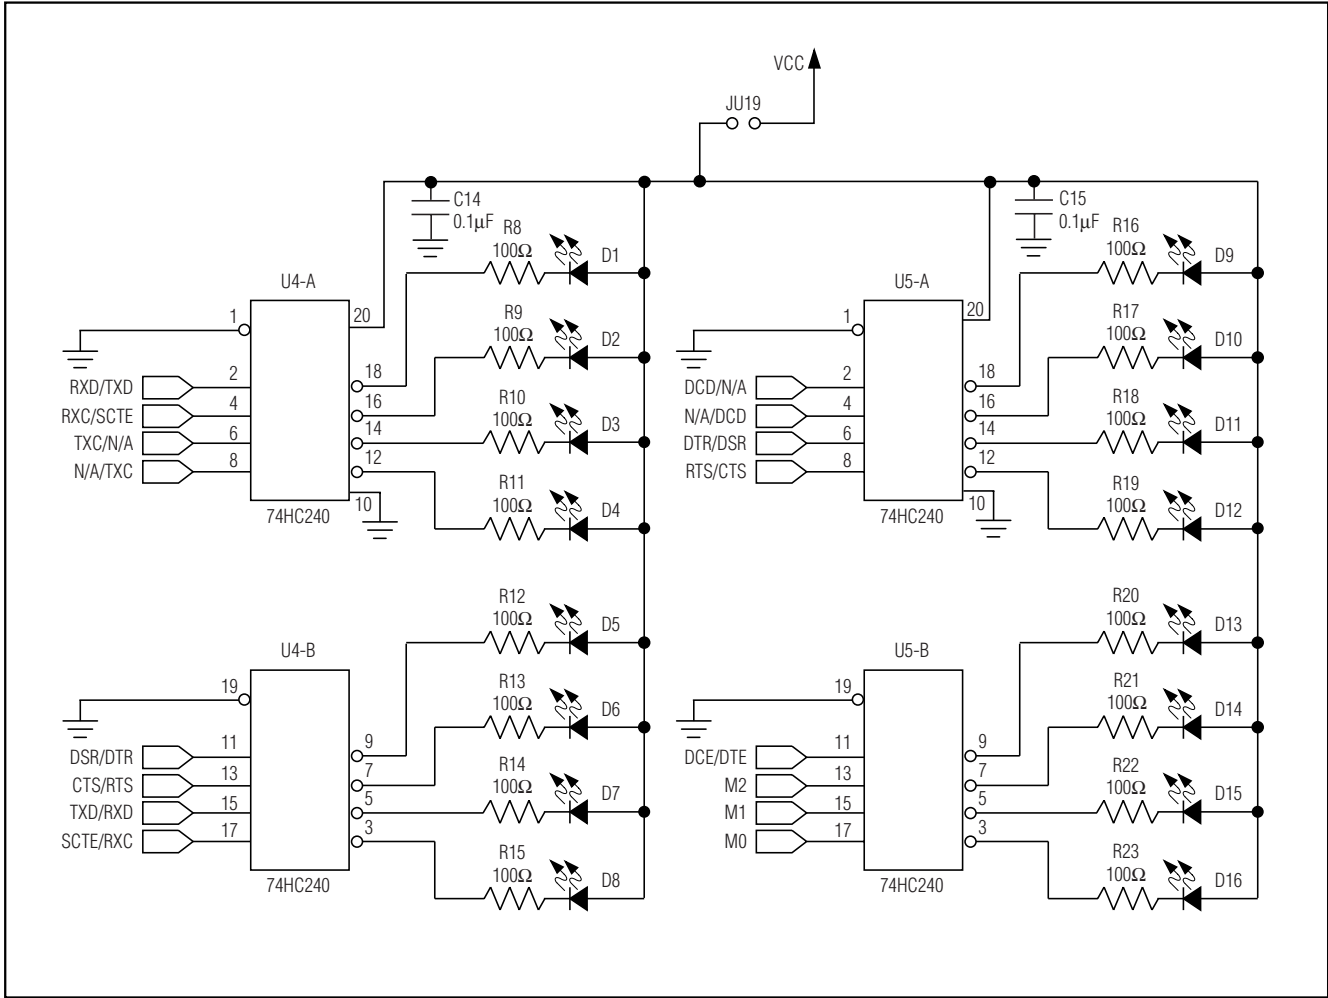 VCC
JU19
C14
0.1µF
C15
0.1µF
U4-A
1
20
RXD/TXD
2
18
RXC/SCTE
4
16
TXC/N/A
6
14
N/A/TXC
8
12
10
74HC240
R8
100Ω
D1
R9
100Ω
D2
R10
100Ω
D3
R11
100Ω
D4
U5-A
1
20
DCD/N/A
2
18
N/A/DCD
4
16
DTR/DSR
6
14
RTS/CTS
8
12
10
74HC240
R16
100Ω
D9
R17
100Ω
D10
R18
100Ω
D11
R19
100Ω
D12
U4-B
19
DSR/DTR
11
9
CTS/RTS
13
7
TXD/RXD
15
5
SCTE/RXC
17
3
74HC240
R12
100Ω
D5
R13
100Ω
D6
R14
100Ω
D7
R15
100Ω
D8
U5-B
19
DCE/DTE
11
9
M2
13
7
M1
15
5
M0
17
3
74HC240
R20
100Ω
D13
R21
100Ω
D14
R22
100Ω
D15
R23
100Ω
D16